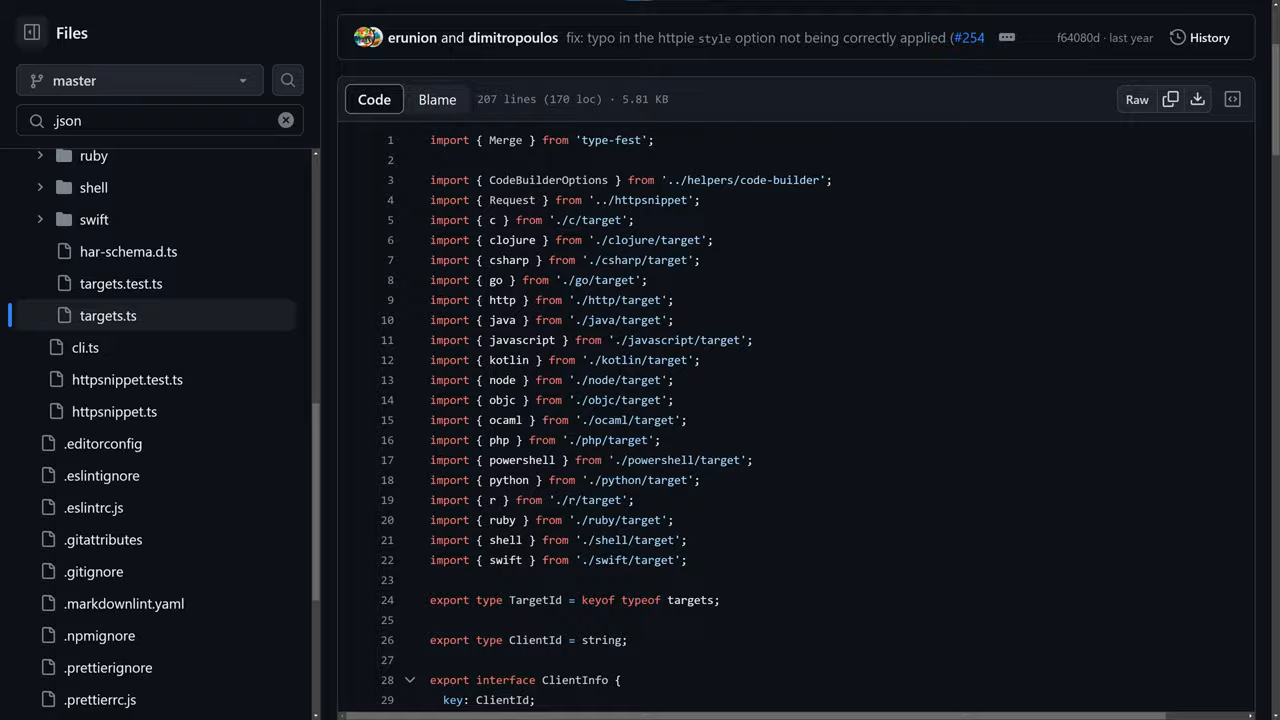 Files
master
.json
ruby
shell
swift
har-schema.d.ts
targets.test.ts
targets.ts
cli.ts
httpsnippet.test.ts
httpsnippet.ts
.editorconfig
.eslintignore
.eslintrc.js
.gitattributes
.gitignore
.markdownlint.yaml
.npmignore
.prettierignore
.prettierrc.js
erunion and dimitropoulos fix: typo in the httpie style option not being correctly applied (#254 f64080d · last year History
Code Blame 207 lines (170 loc) · 5.81 KB Raw
1 import { Merge } from 'type-fest';
2
3 import { CodeBuilderOptions } from '../helpers/code-builder';
4 import { Request } from '../httpsnippet';
5 import { c } from './c/target';
6 import { clojure } from './clojure/target';
7 import { csharp } from './csharp/target';
8 import { go } from './go/target';
9 import { http } from './http/target';
10 import { java } from './java/target';
11 import { javascript } from './javascript/target';
12 import { kotlin } from './kotlin/target';
13 import { node } from './node/target';
14 import { objc } from './objc/target';
15 import { ocaml } from './ocaml/target';
16 import { php } from './php/target';
17 import { powershell } from './powershell/target';
18 import { python } from './python/target';
19 import { r } from './r/target';
20 import { ruby } from './ruby/target';
21 import { shell } from './shell/target';
22 import { swift } from './swift/target';
23
24 export type TargetId = keyof typeof targets;
25
26 export type ClientId = string;
27
28 export interface ClientInfo {
29 key: ClientId;